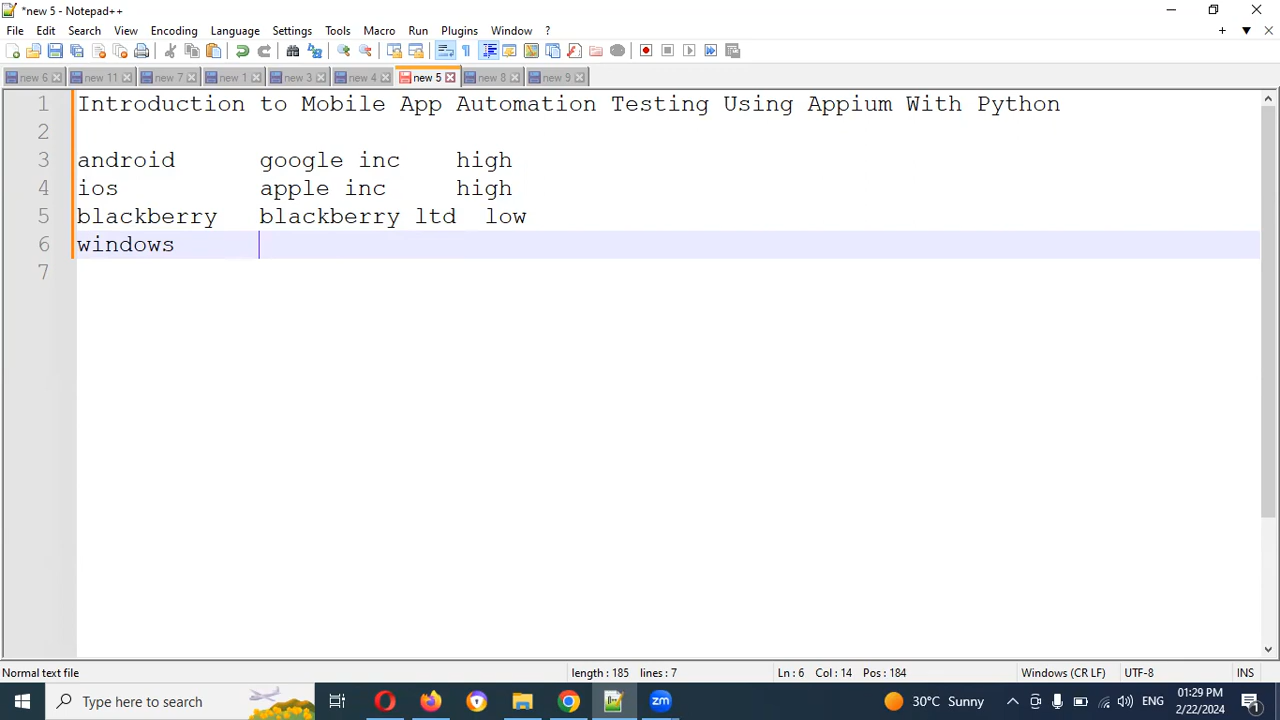 *new 5 - Notepad++
File Edit Search View Encoding Language Settings Tools Macro Run Plugins Window ?
new 6 new 11 new 7 new 1 new 3 new 4 new 5 new 8 new 9
1 Introduction to Mobile App Automation Testing Using Appium With Python
2
3 android google inc high
4 ios apple inc high
5 blackberry blackberry ltd low
6 windows
7
Normal text file length : 185 lines : 7 Ln : 6 Col : 14 Pos : 184 Windows (CR LF) UTF-8 INS
Type here to search zm 30°C Sunny ENG 01:29 PM
2/22/2024 1